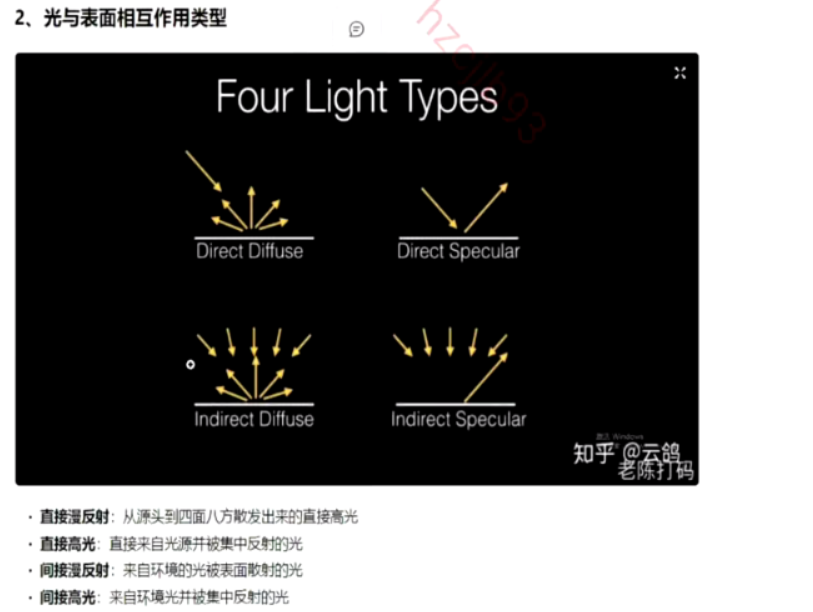 2、光与表面相互作用类型
hzcjlh93
Four Light Types
Direct Diffuse
Direct Specular
Indirect Diffuse
Indirect Specular
激活 Windows
知乎 @云鸽
老陈打码
· 直接漫反射：从源头到四面八方散发出来的直接高光
· 直接高光：直接来自光源并被集中反射的光
· 间接漫反射：来自环境的光被表面散射的光
· 间接高光：来自环境光并被集中反射的光